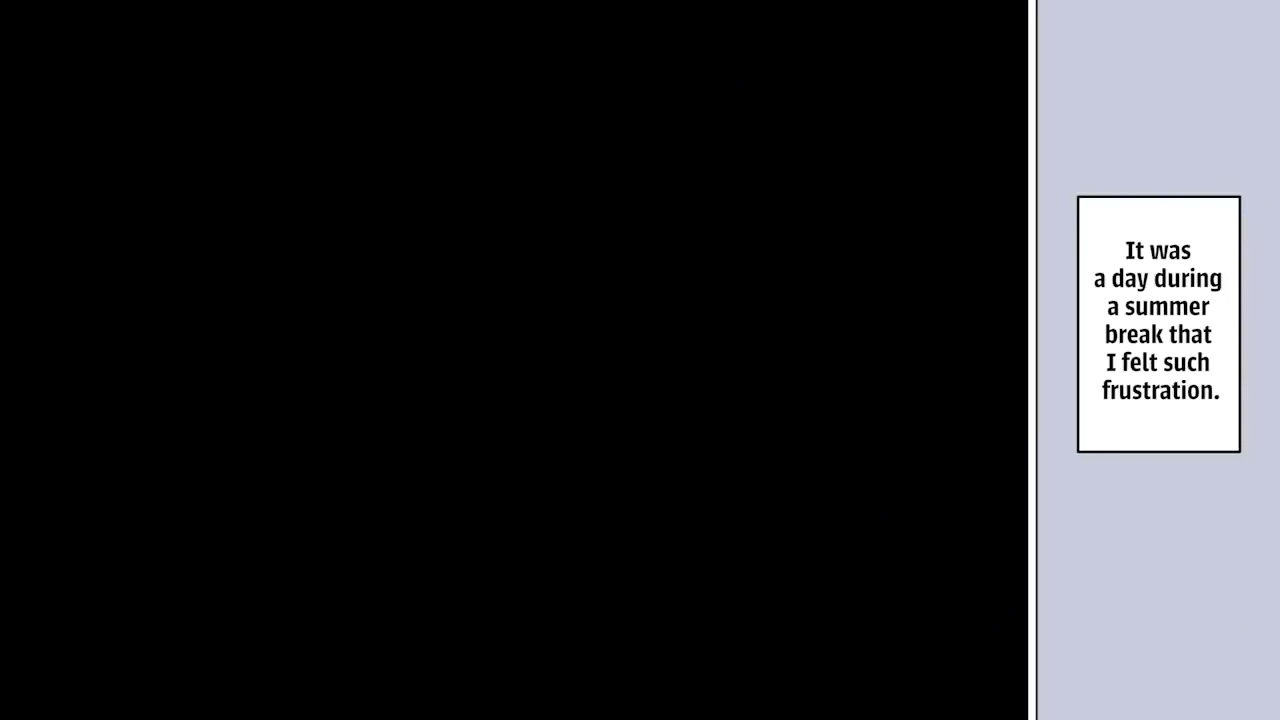 It was
a day during
a summer
break that
I felt such
frustration.